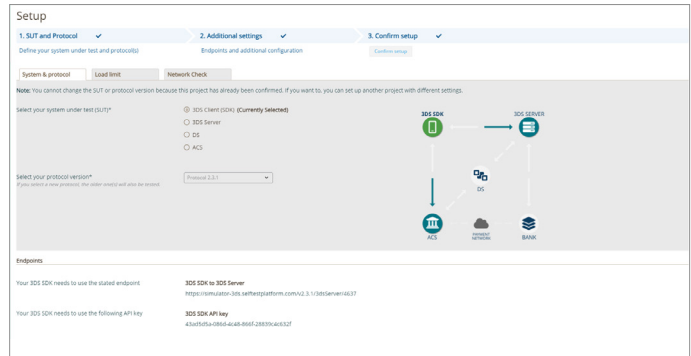 Setup
1. SUT and Protocol
2. Additional settings
3. Confirm setup
Define your system under test and protocol(s)
Endpoints and additional configuration
Confirm setup
System & protocol
Load limit
Network Check
Note: You cannot change the SUT or protocol version because this project has already been confirmed. If you want to, you can set up another project with different settings.
Select your system under test (SUT)*
3DS Client (SDK) (Currently Selected)
3DS Server
DS
ACS
3DS SDK
3DS SERVER
DS
ACS
PAYMENT NETWORK
BANK
Select your protocol version*
If you select a new protocol, the older one(s) will also be tested.
Protocol 2.3.1
Endpoints
Your 3DS SDK needs to use the stated endpoint
3DS SDK to 3DS Server
https://simulator-3ds.selftestplatform.com/v2.3.1/3dsServer/4637
Your 3DS SDK needs to use the following API key
3DS SDK API key